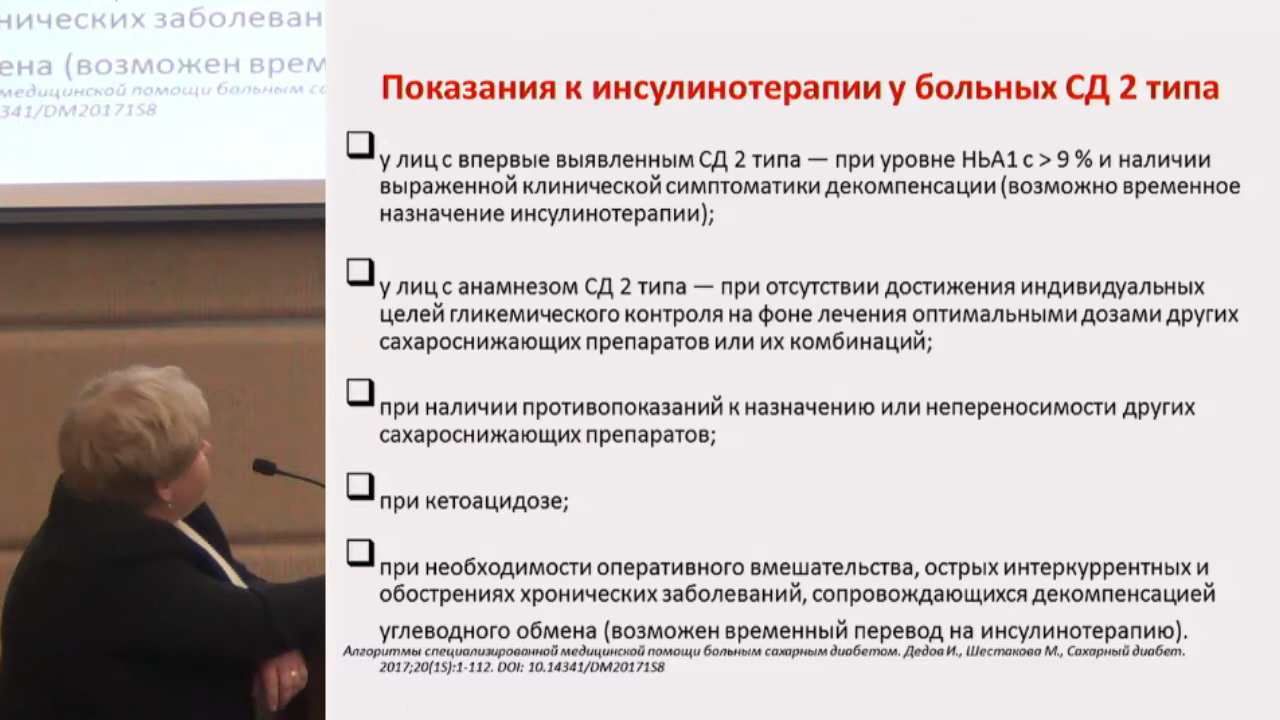 нических заболеван
ена (возможен врем
медицинской помощи больным са
341/DM2017158
Показания к инсулинотерапии у больных СД 2 типа
у лиц с впервые выявленным СД 2 типа — при уровне HbA1 c > 9 % и наличии
выраженной клинической симптоматики декомпенсации (возможно временное
назначение инсулинотерапии);
у лиц с анамнезом СД 2 типа — при отсутствии достижения индивидуальных
целей гликемического контроля на фоне лечения оптимальными дозами других
сахароснижающих препаратов или их комбинаций;
при наличии противопоказаний к назначению или непереносимости других
сахароснижающих препаратов;
при кетоацидозе;
при необходимости оперативного вмешательства, острых интеркуррентных и
обострениях хронических заболеваний, сопровождающихся декомпенсацией
углеводного обмена (возможен временный перевод на инсулинотерапию).
Алгоритмы специализированной медицинской помощи больным сахарным диабетом. Дедов И., Шестакова М., Сахарный диабет.
2017;20(1S):1-112. DOI: 10.14341/DM20171S8